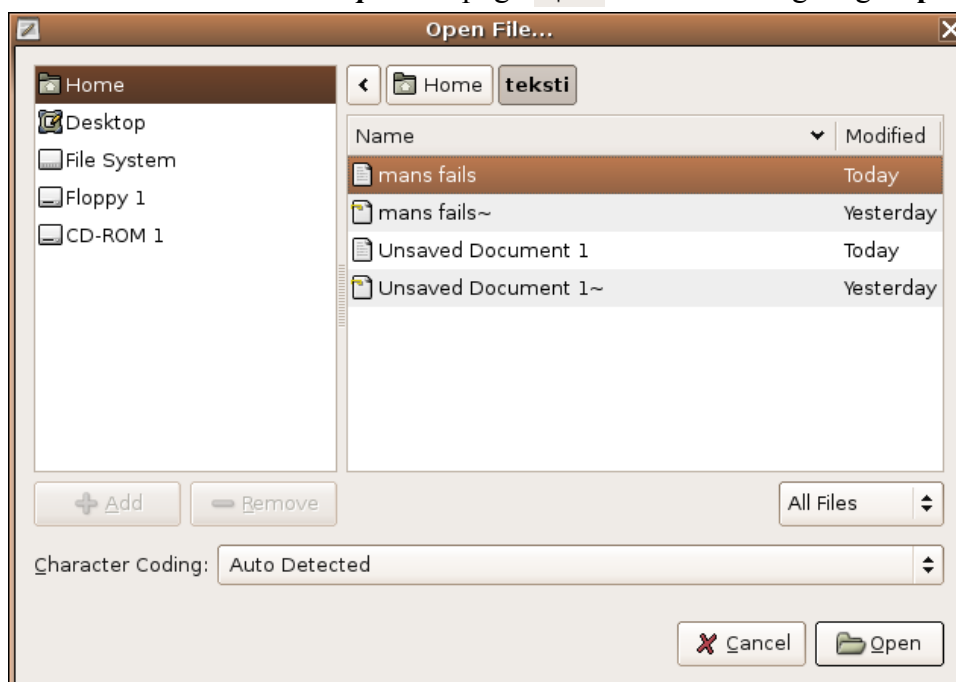 Open File...
Home
Desktop
File System
Floppy 1
CD-ROM 1
Home teksti
Name Modified
mans fails Today
mans fails~ Yesterday
Unsaved Document 1 Today
Unsaved Document 1~ Yesterday
Add Remove
All Files
Character Coding: Auto Detected
Cancel Open